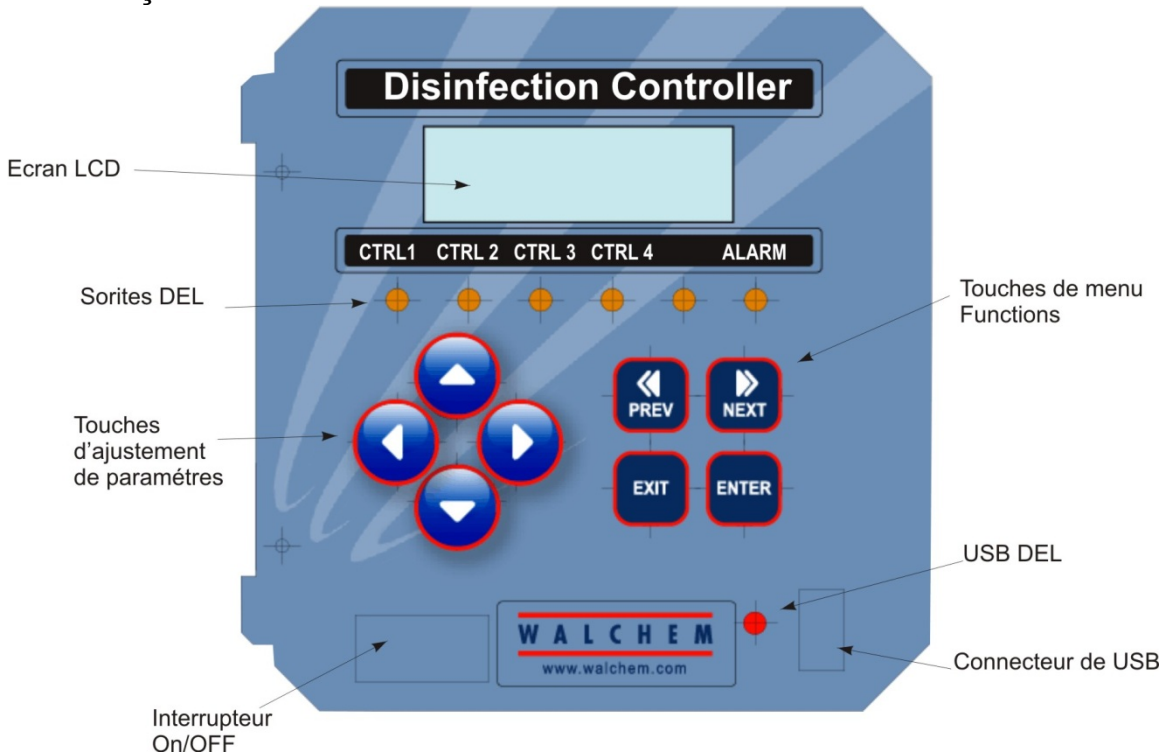 Disinfection Controller
Ecran LCD
CTRL1 CTRL 2 CTRL 3 CTRL 4 ALARM
Sorites DEL
Touches de menu
Functions
PREV NEXT
Touches
d'ajustement
de paramétres
EXIT ENTER
USB DEL
WALCHEM
www.walchem.com
Connecteur de USB
Interrupteur
On/OFF